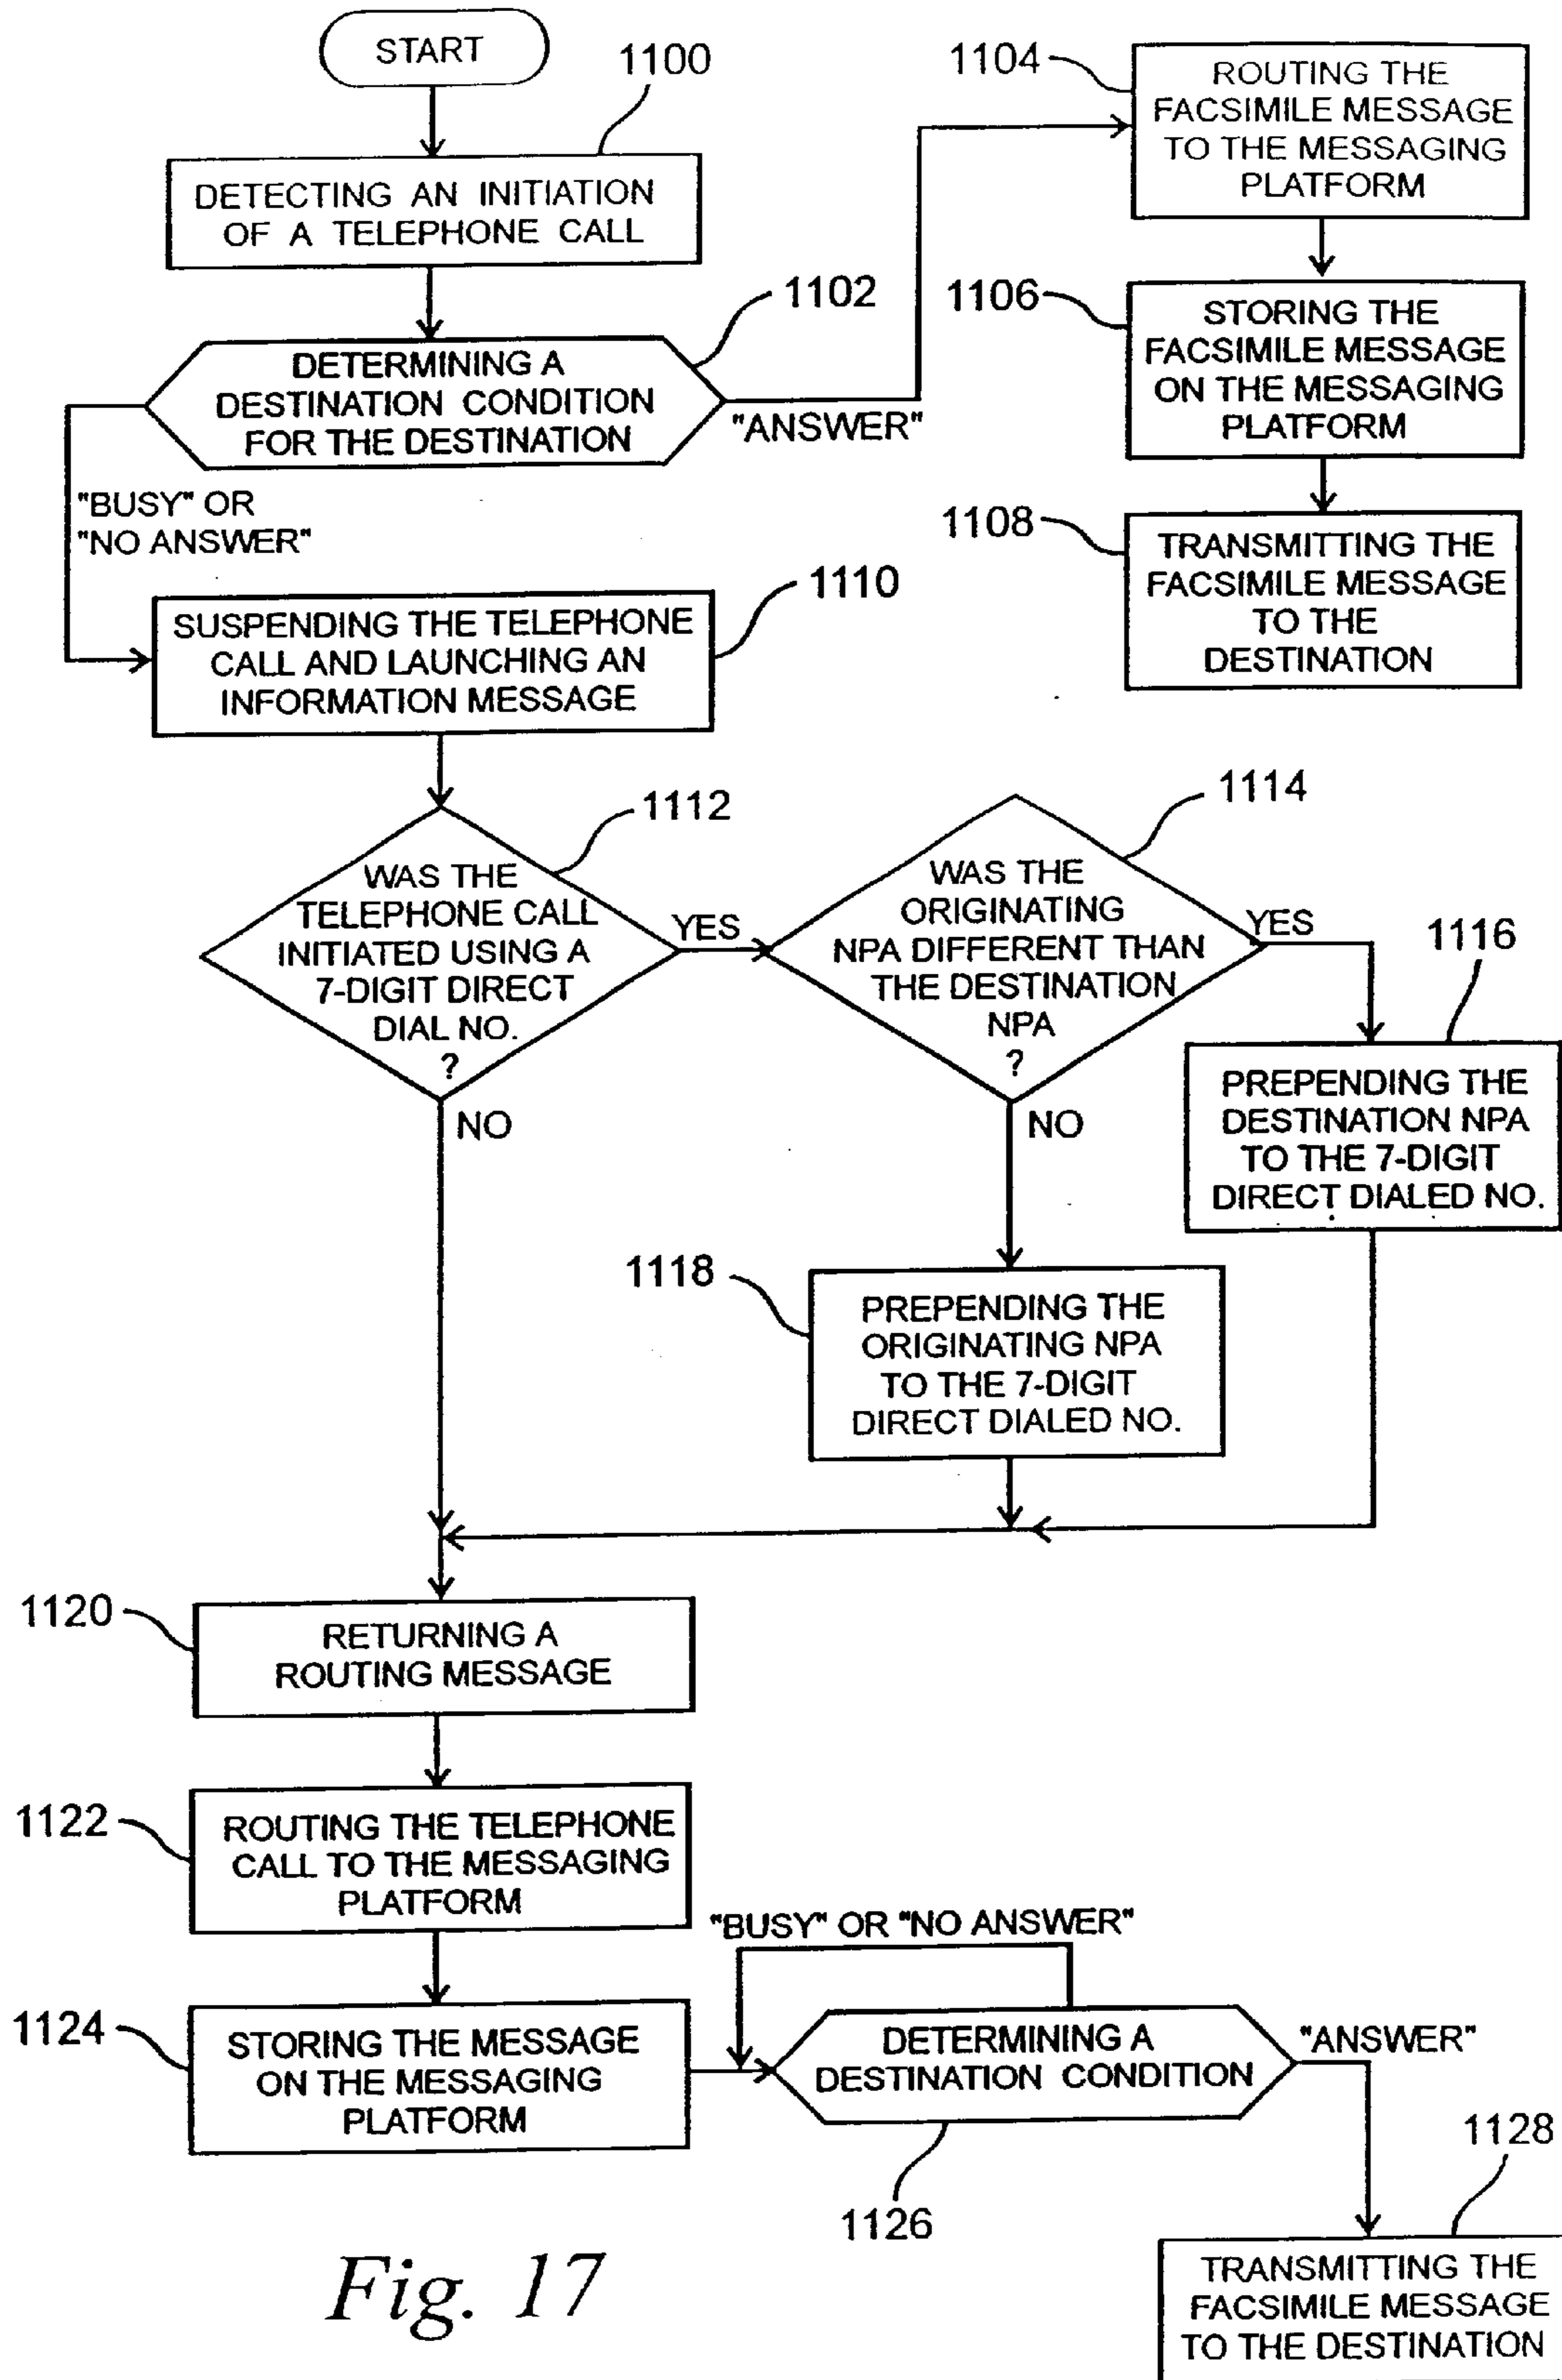 START
1100
DETECTING AN INITIATION
OF A TELEPHONE CALL
1102
DETERMINING A
DESTINATION CONDITION
FOR THE DESTINATION
"ANSWER"
1104
ROUTING THE
FACSIMILE MESSAGE
TO THE MESSAGING
PLATFORM
1106
STORING THE
FACSIMILE MESSAGE
ON THE MESSAGING
PLATFORM
1108
TRANSMITTING THE
FACSIMILE MESSAGE
TO THE
DESTINATION
"BUSY" OR
"NO ANSWER"
1110
SUSPENDING THE TELEPHONE
CALL AND LAUNCHING AN
INFORMATION MESSAGE
1112
WAS THE
TELEPHONE CALL
INITIATED USING A
7-DIGIT DIRECT
DIAL NO.
?
YES
NO
1114
WAS THE
ORIGINATING
NPA DIFFERENT THAN
THE DESTINATION
NPA
?
YES
NO
1116
PREPENDING THE
DESTINATION NPA
TO THE 7-DIGIT
DIRECT DIALED NO.
1118
PREPENDING THE
ORIGINATING NPA
TO THE 7-DIGIT
DIRECT DIALED NO.
1120
RETURNING A
ROUTING MESSAGE
1122
ROUTING THE TELEPHONE
CALL TO THE MESSAGING
PLATFORM
1124
STORING THE MESSAGE
ON THE MESSAGING
PLATFORM
"BUSY" OR "NO ANSWER"
DETERMINING A
DESTINATION CONDITION
"ANSWER"
1126
1128
TRANSMITTING THE
FACSIMILE MESSAGE
TO THE DESTINATION
Fig. 17